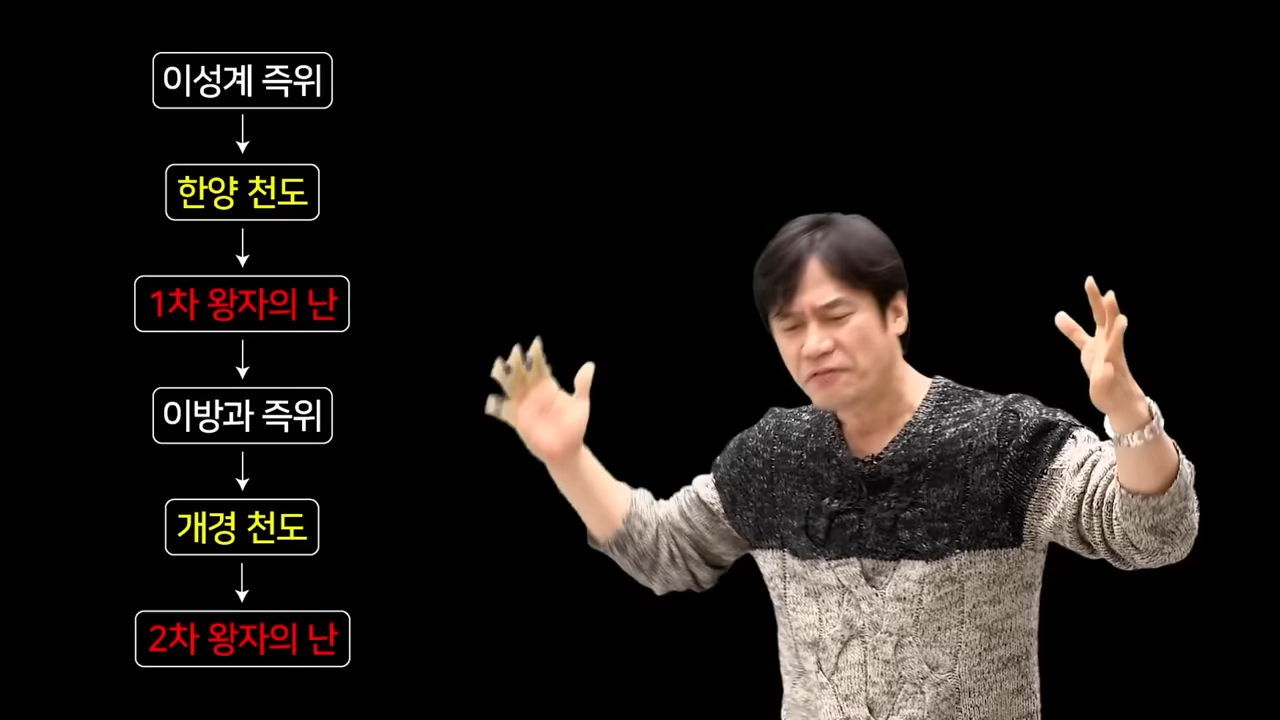 이성계 즉위
한양 천도
1차 왕자의 난
이방과 즉위
개경 천도
2차 왕자의 난